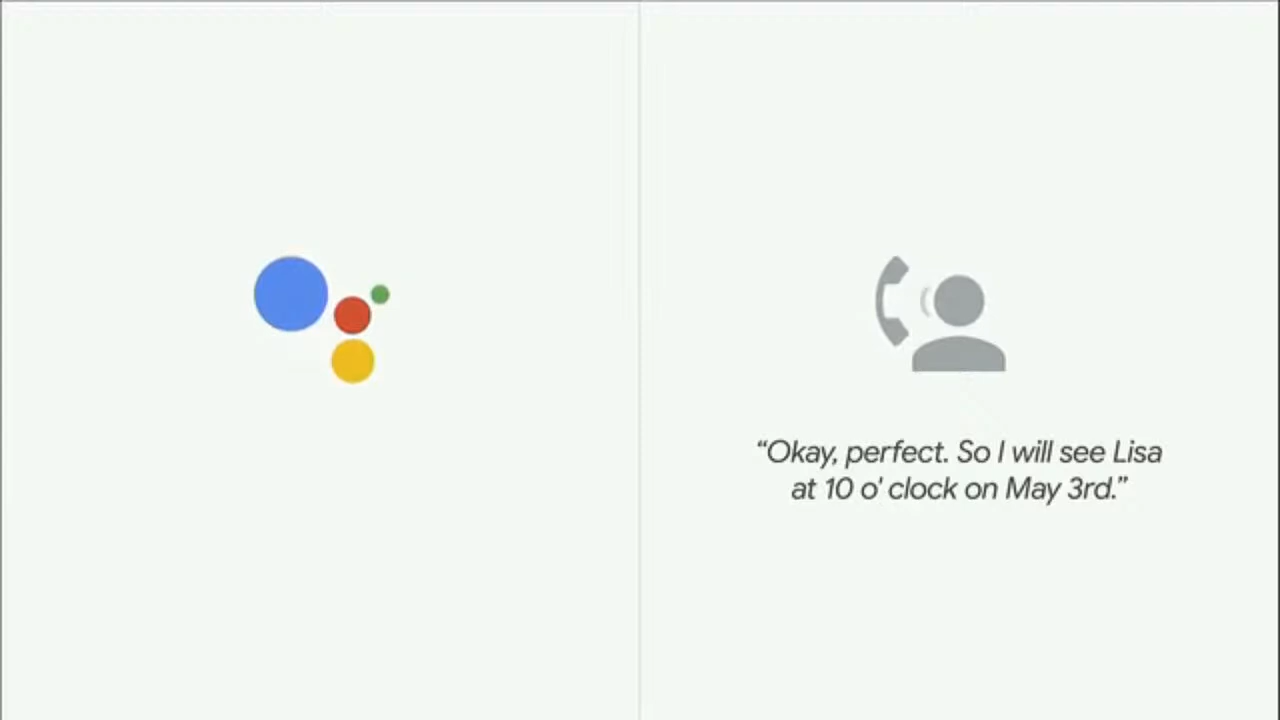 “Okay, perfect. So I will see Lisa
at 10 o' clock on May 3rd.”